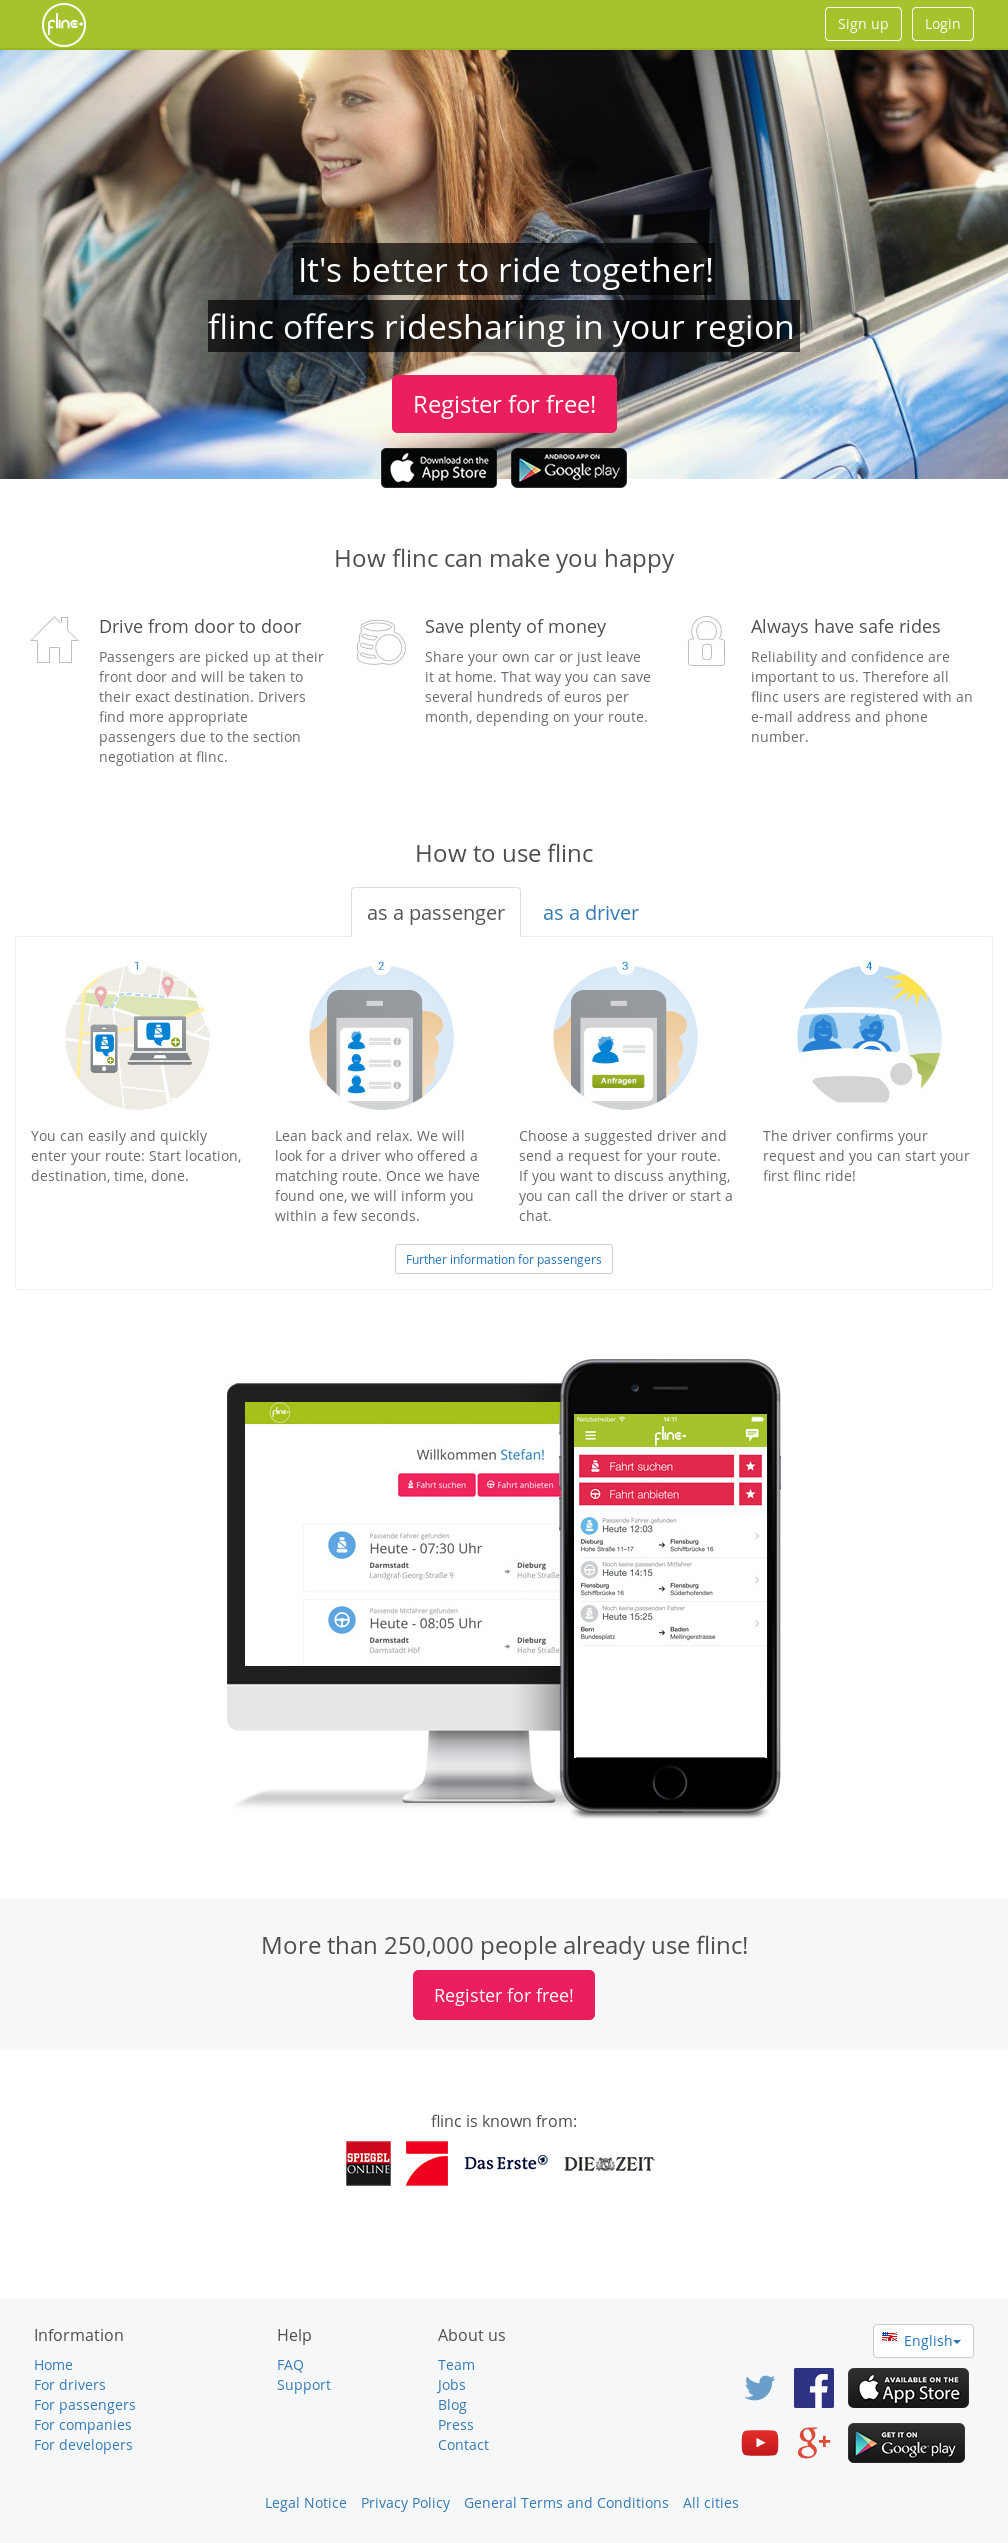 flinc
Sign up
Login
It's better to ride together!
flinc offers ridesharing in your region
Register for free!
Download on the
App Store
ANDROID APP ON
Google play
How flinc can make you happy
Drive from door to door
Passengers are picked up at their
front door and will be taken to
their exact destination. Drivers
find more appropriate
passengers due to the section
negotiation at flinc.
Save plenty of money
Share your own car or just leave
it at home. That way you can save
several hundreds of euros per
month, depending on your route.
Always have safe rides
Reliability and confidence are
important to us. Therefore all
flinc users are registered with an
e-mail address and phone
number.
How to use flinc
as a passenger
as a driver
1
You can easily and quickly
enter your route: Start location,
destination, time, done.
2
Lean back and relax. We will
look for a driver who offered a
matching route. Once we have
found one, we will inform you
within a few seconds.
3
Anfragen
Choose a suggested driver and
send a request for your route.
If you want to discuss anything,
you can call the driver or start a
chat.
4
The driver confirms your
request and you can start your
first flinc ride!
Further information for passengers
flinc
Willkommen Stefan!
Fahrt suchen
Fahrt anbieten
Passende Fahrer gefunden
Heute - 07:30 Uhr
Darmstadt
Landgraf-Georg-Straße 9
Dieburg
Hohe Straße
Passende Mitfahrer gefunden
Heute - 08:05 Uhr
Darmstadt
Darmstadt Hbf
Dieburg
Hohe Straße
Netzbetreiber
14:11
flinc
Fahrt suchen
Fahrt anbieten
Passende Fahrer gefunden
Heute 12:03
Dieburg
Hohe Straße 11-17
Flensburg
Schiffbrücke 16
Noch keine passenden Mitfahrer
Heute 14:15
Flensburg
Schiffbrücke 16
Flensburg
Süderhofenden
Noch keine passenden Fahrer
Heute 15:25
Bern
Bundesplatz
Baden
Mellingerstrasse
More than 250,000 people already use flinc!
Register for free!
flinc is known from:
SPIEGEL
ONLINE
Das Erste
DIE ZEIT
Information
Home
For drivers
For passengers
For companies
For developers
Help
FAQ
Support
About us
Team
Jobs
Blog
Press
Contact
English
AVAILABLE ON THE
App Store
g+
GET IT ON
Google play
Legal Notice
Privacy Policy
General Terms and Conditions
All cities